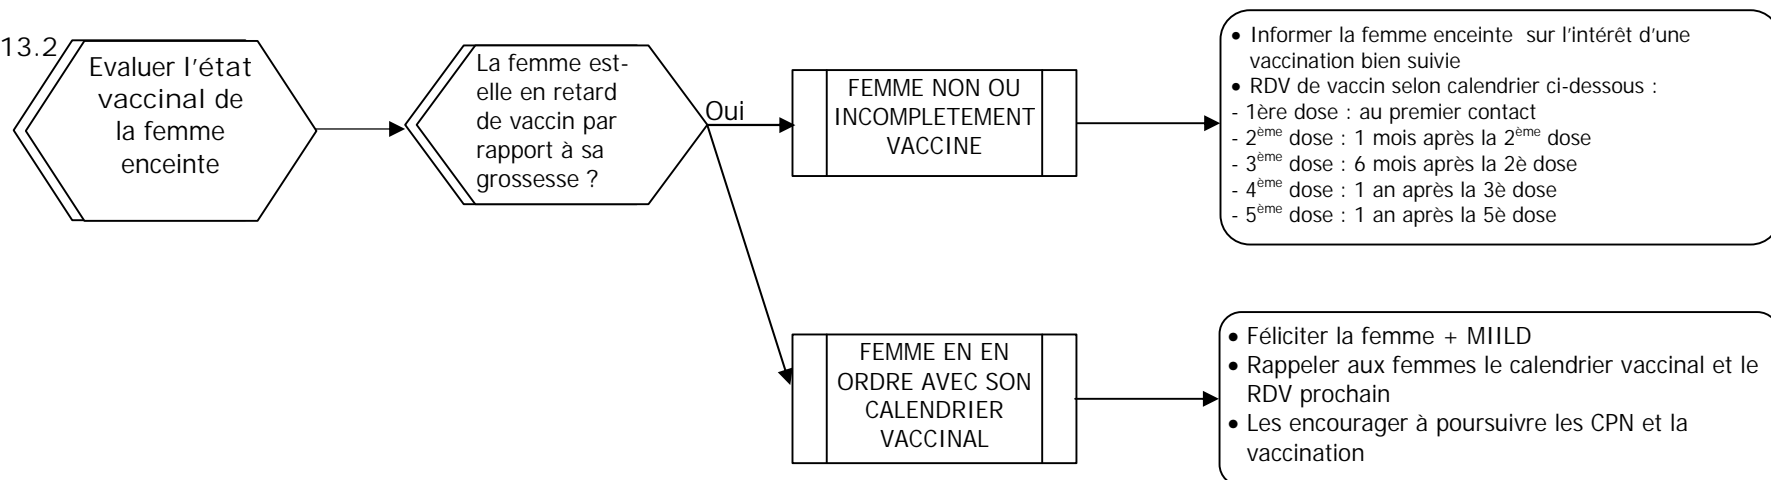 13.2
Evaluer l'état
vaccinal de
la femme
enceinte
La femme est-
elle en retard
de vaccin par
rapport à sa
grossesse ?
Oui
FEMME NON OU
INCOMPLETEMENT
VACCINE
• Informer la femme enceinte sur l'intérêt d'une
vaccination bien suivie
• RDV de vaccin selon calendrier ci-dessous :
- 1ère dose : au premier contact
- 2ème dose : 1 mois après la 2ème dose
- 3ème dose : 6 mois après la 2è dose
- 4ème dose : 1 an après la 3è dose
- 5ème dose : 1 an après la 5è dose
FEMME EN EN
ORDRE AVEC SON
CALENDRIER
VACCINAL
• Féliciter la femme + MIILD
• Rappeler aux femmes le calendrier vaccinal et le
RDV prochain
• Les encourager à poursuivre les CPN et la
vaccination